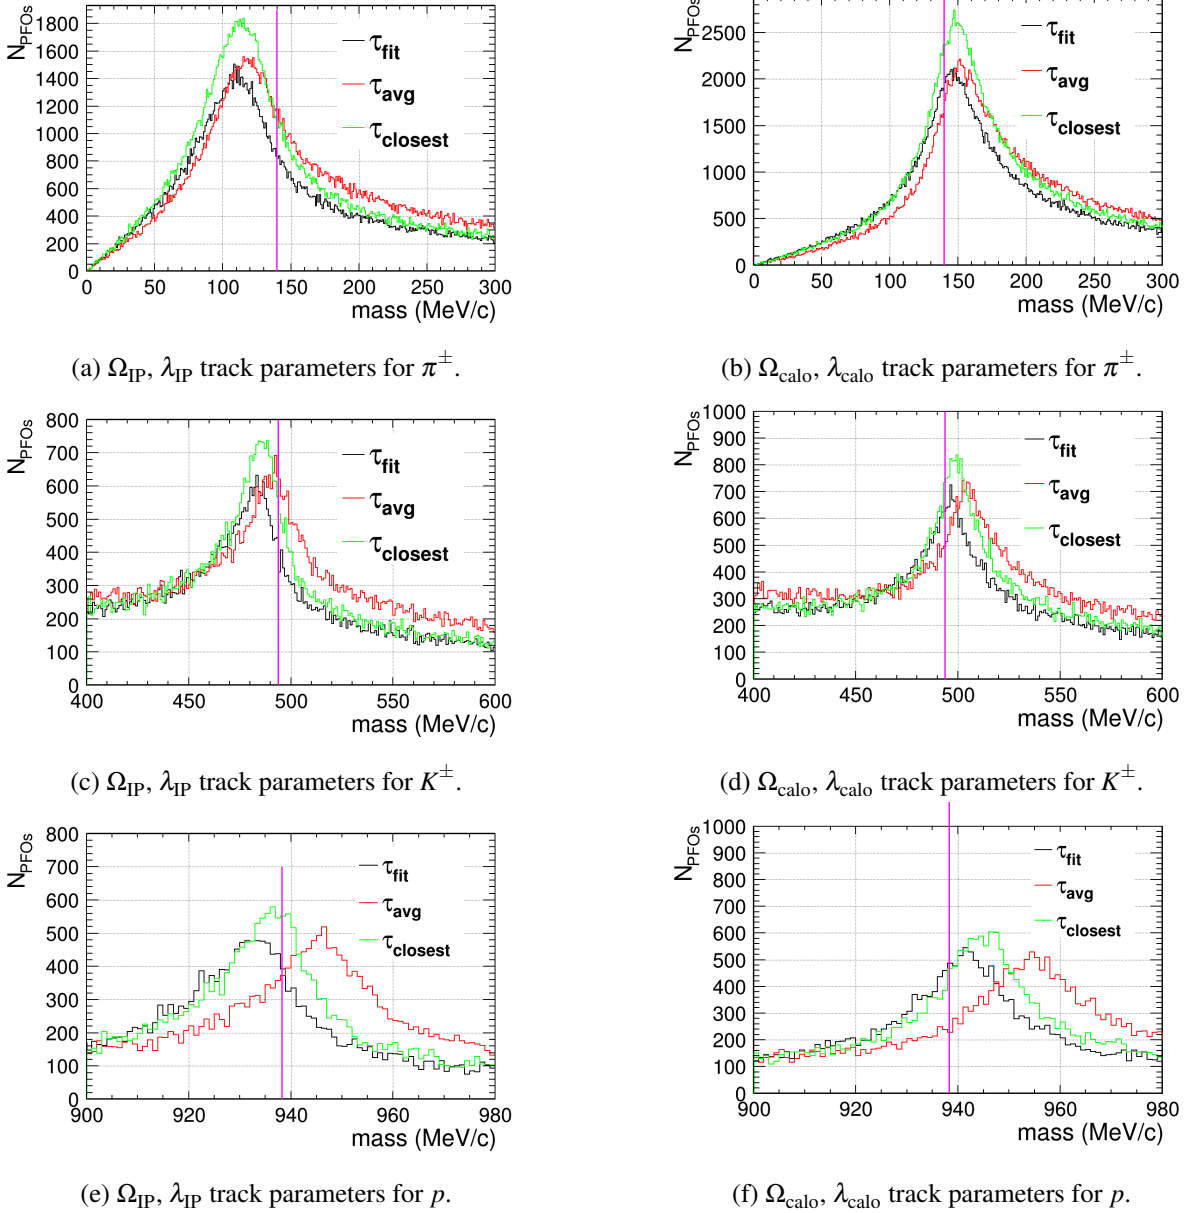 N_PFOs
1800
1600
1400
1200
1000
800
600
400
200
0
0 50 100 150 200 250 300
mass (MeV/c)
τ_fit
τ_avg
τ_closest
(a) Ω_IP, λ_IP track parameters for π^±.
N_PFOs
2500
2000
1500
1000
500
0
0 50 100 150 200 250 300
mass (MeV/c)
τ_fit
τ_avg
τ_closest
(b) Ω_calo, λ_calo track parameters for π^±.
N_PFOs
800
700
600
500
400
300
200
100
0
400 450 500 550 600
mass (MeV/c)
τ_fit
τ_avg
τ_closest
(c) Ω_IP, λ_IP track parameters for K^±.
N_PFOs
1000
900
800
700
600
500
400
300
200
100
0
400 450 500 550 600
mass (MeV/c)
τ_fit
τ_avg
τ_closest
(d) Ω_calo, λ_calo track parameters for K^±.
N_PFOs
800
700
600
500
400
300
200
100
0
900 920 940 960 980
mass (MeV/c)
τ_fit
τ_avg
τ_closest
(e) Ω_IP, λ_IP track parameters for p.
N_PFOs
1000
900
800
700
600
500
400
300
200
100
0
900 920 940 960 980
mass (MeV/c)
τ_fit
τ_avg
τ_closest
(f) Ω_calo, λ_calo track parameters for p.